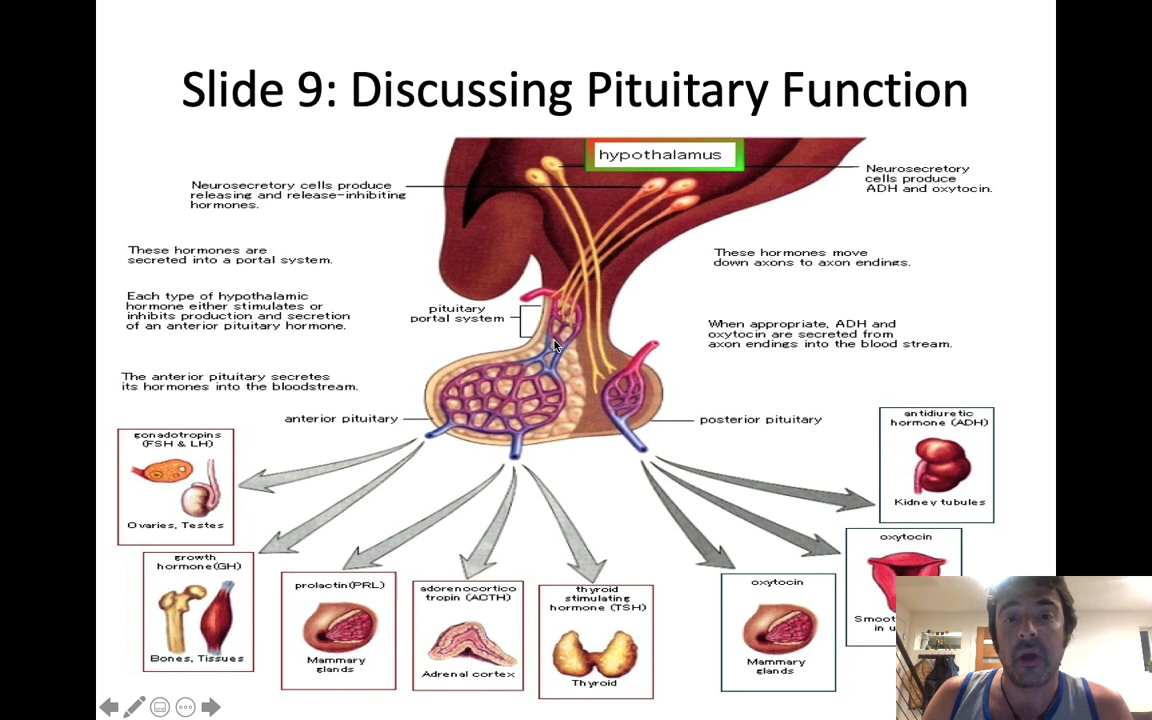 Slide 9: Discussing Pituitary Function
hypothalamus
Neurosecretory cells produce
releasing and release-inhibiting
hormones.
These hormones are
secreted into a portal system.
Each type of hypothalamic
hormone either stimulates or
inhibits production and secretion
of an anterior pituitary hormone.
The anterior pituitary secretes
its hormones into the bloodstream.
pituitary
portal system
anterior pituitary
Neurosecretory
cells produce
ADH and oxytocin.
These hormones move
down axons to axon endings.
When appropriate, ADH and
oxytocin are secreted from
axon endings into the blood stream.
posterior pituitary
gonadotropins
(FSH & LH)
Ovaries, Testes
growth
hormone(GH)
Bones, Tissues
prolactin(PRL)
Mammary
glands
adorenocortico
tropin (ACTH)
Adrenal cortex
thyroid
stimulating
hormone (TSH)
Thyroid
oxytocin
Mammary
glands
oxytocin
Smoot
in u
antidiuretic
hormone (ADH)
Kidney tubules